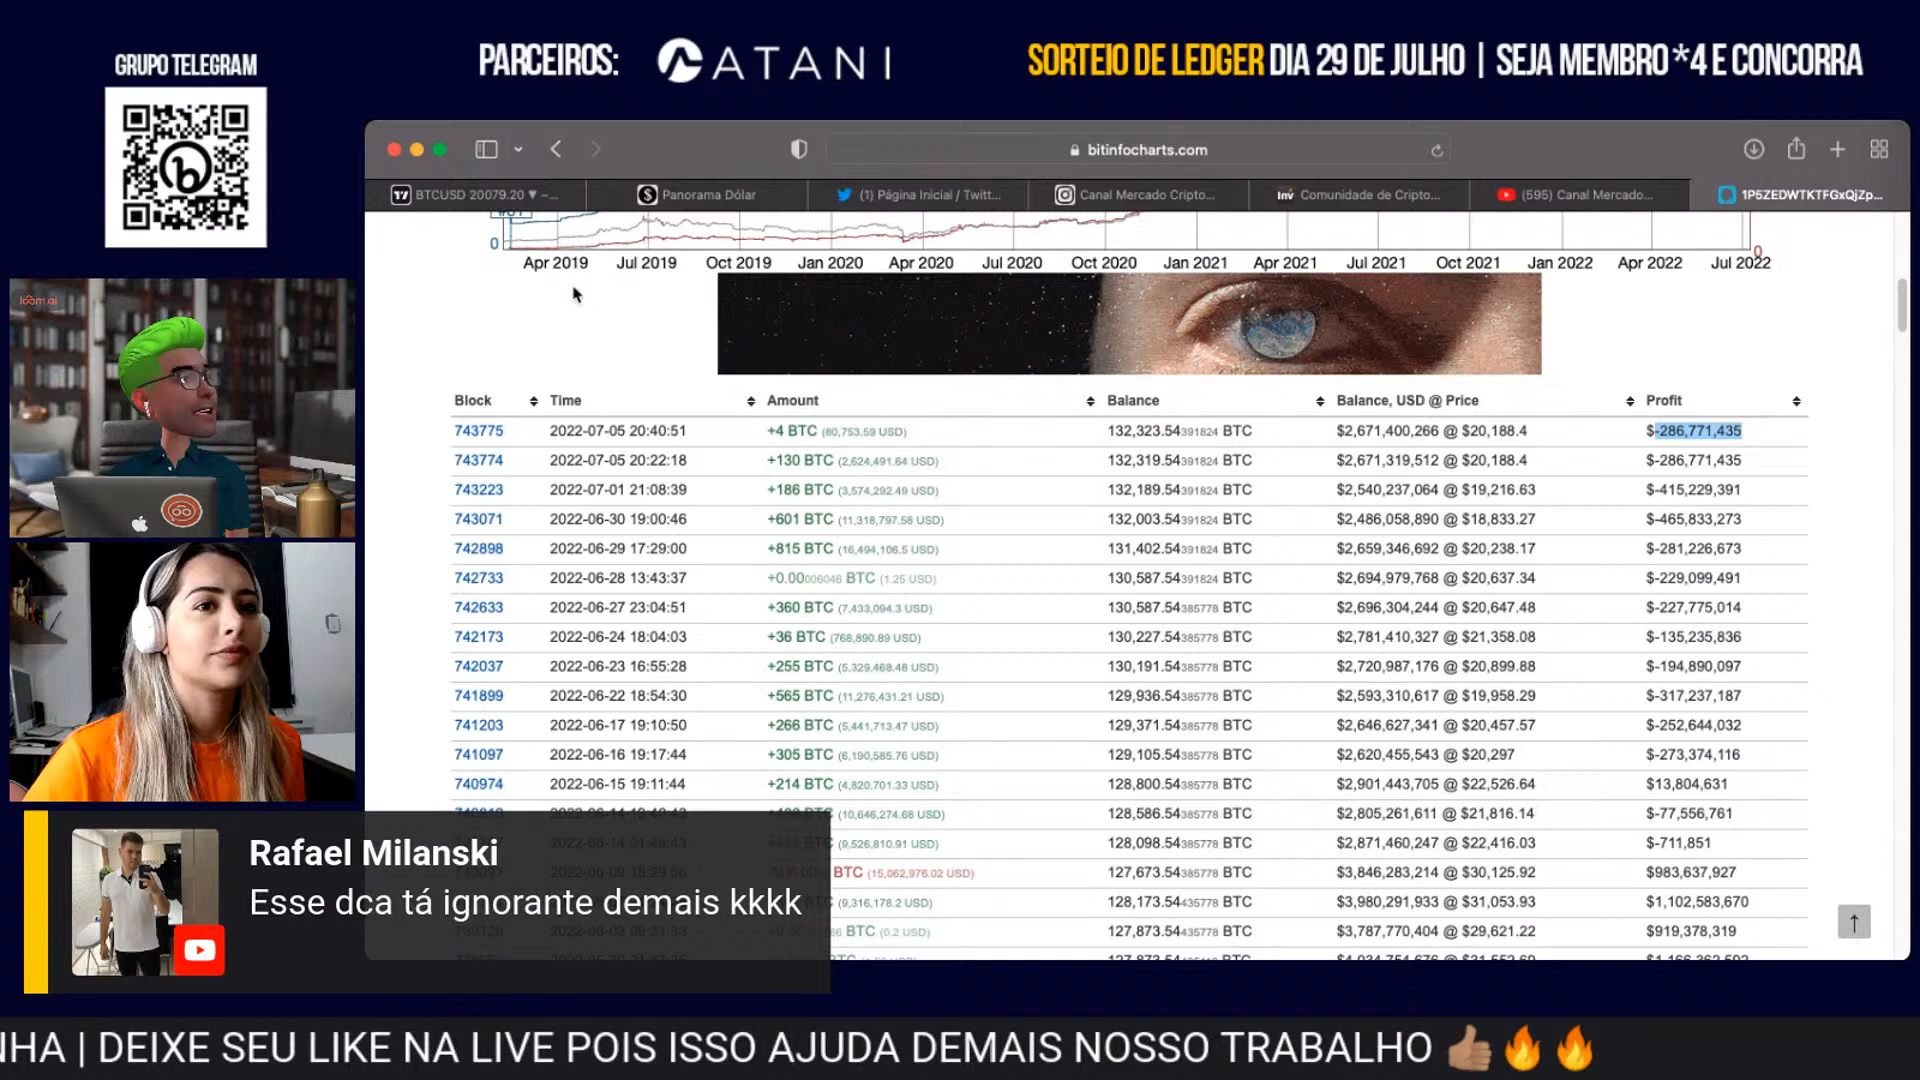 GRUPO TELEGRAM
PARCEIROS: ATANI
SORTEIO DE LEDGER DIA 29 DE JULHO | SEJA MEMBRO *4 E CONCORRA
bitinfocharts.com
BTCUSD 20079.20 ▼ –...
Panorama Dólar
(1) Página Inicial / Twitt...
Canal Mercado Cripto...
Inv Comunidade de Cripto...
(595) Canal Mercado...
1P5ZEDWTKTFGxQjZp...
0
0
Apr 2019 Jul 2019 Oct 2019 Jan 2020 Apr 2020 Jul 2020 Oct 2020 Jan 2021 Apr 2021 Jul 2021 Oct 2021 Jan 2022 Apr 2022 Jul 2022
loom.ai
Block Time Amount Balance Balance, USD @ Price Profit
743775 2022-07-05 20:40:51 +4 BTC (80,753.59 USD) 132,323.54391824 BTC $2,671,400,266 @ $20,188.4 $-286,771,435
743774 2022-07-05 20:22:18 +130 BTC (2,624,491.64 USD) 132,319.54391824 BTC $2,671,319,512 @ $20,188.4 $-286,771,435
743223 2022-07-01 21:08:39 +186 BTC (3,574,292.49 USD) 132,189.54391824 BTC $2,540,237,064 @ $19,216.63 $-415,229,391
743071 2022-06-30 19:00:46 +601 BTC (11,318,797.58 USD) 132,003.54391824 BTC $2,486,058,890 @ $18,833.27 $-465,833,273
742898 2022-06-29 17:29:00 +815 BTC (16,494,106.5 USD) 131,402.54391824 BTC $2,659,346,692 @ $20,238.17 $-281,226,673
742733 2022-06-28 13:43:37 +0.00006046 BTC (1.25 USD) 130,587.54391824 BTC $2,694,979,768 @ $20,637.34 $-229,099,491
742633 2022-06-27 23:04:51 +360 BTC (7,433,094.3 USD) 130,587.54385778 BTC $2,696,304,244 @ $20,647.48 $-227,775,014
742173 2022-06-24 18:04:03 +36 BTC (768,890.89 USD) 130,227.54385778 BTC $2,781,410,327 @ $21,358.08 $-135,235,836
742037 2022-06-23 16:55:28 +255 BTC (5,329,468.48 USD) 130,191.54385778 BTC $2,720,987,176 @ $20,899.88 $-194,890,097
741899 2022-06-22 18:54:30 +565 BTC (11,276,431.21 USD) 129,936.54385778 BTC $2,593,310,617 @ $19,958.29 $-317,237,187
741203 2022-06-17 19:10:50 +266 BTC (5,441,713.47 USD) 129,371.54385778 BTC $2,646,627,341 @ $20,457.57 $-252,644,032
741097 2022-06-16 19:17:44 +305 BTC (6,190,585.76 USD) 129,105.54385778 BTC $2,620,455,543 @ $20,297 $-273,374,116
740974 2022-06-15 19:11:44 +214 BTC (4,820,701.33 USD) 128,800.54385778 BTC $2,901,443,705 @ $22,526.64 $13,804,631
(10,646,274.68 USD) 128,586.54385778 BTC $2,805,261,611 @ $21,816.14 $-77,556,761
(9,526,810.91 USD) 128,098.54385778 BTC $2,871,460,247 @ $22,416.03 $-711,851
BTC (15,062,976.02 USD) 127,673.54385778 BTC $3,846,283,214 @ $30,125.92 $983,637,927
(9,316,178.2 USD) 128,173.54435778 BTC $3,980,291,933 @ $31,053.93 $1,102,583,670
BTC (0.2 USD) 127,873.54435778 BTC $3,787,770,404 @ $29,621.22 $919,378,319
Rafael Milanski
Esse dca tá ignorante demais kkkk
NHA | DEIXE SEU LIKE NA LIVE POIS ISSO AJUDA DEMAIS NOSSO TRABALHO 👍🏽🔥🔥